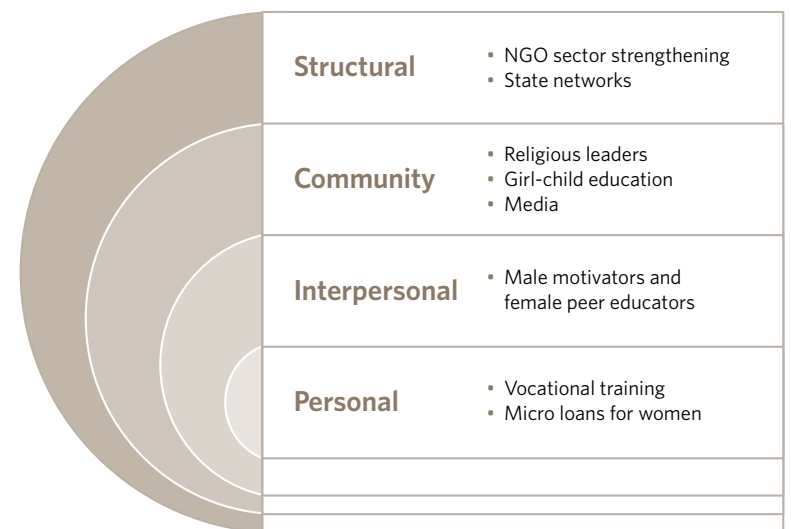 Structural
• NGO sector strengthening
• State networks
Community
• Religious leaders
• Girl-child education
• Media
Interpersonal
• Male motivators and
female peer educators
Personal
• Vocational training
• Micro loans for women